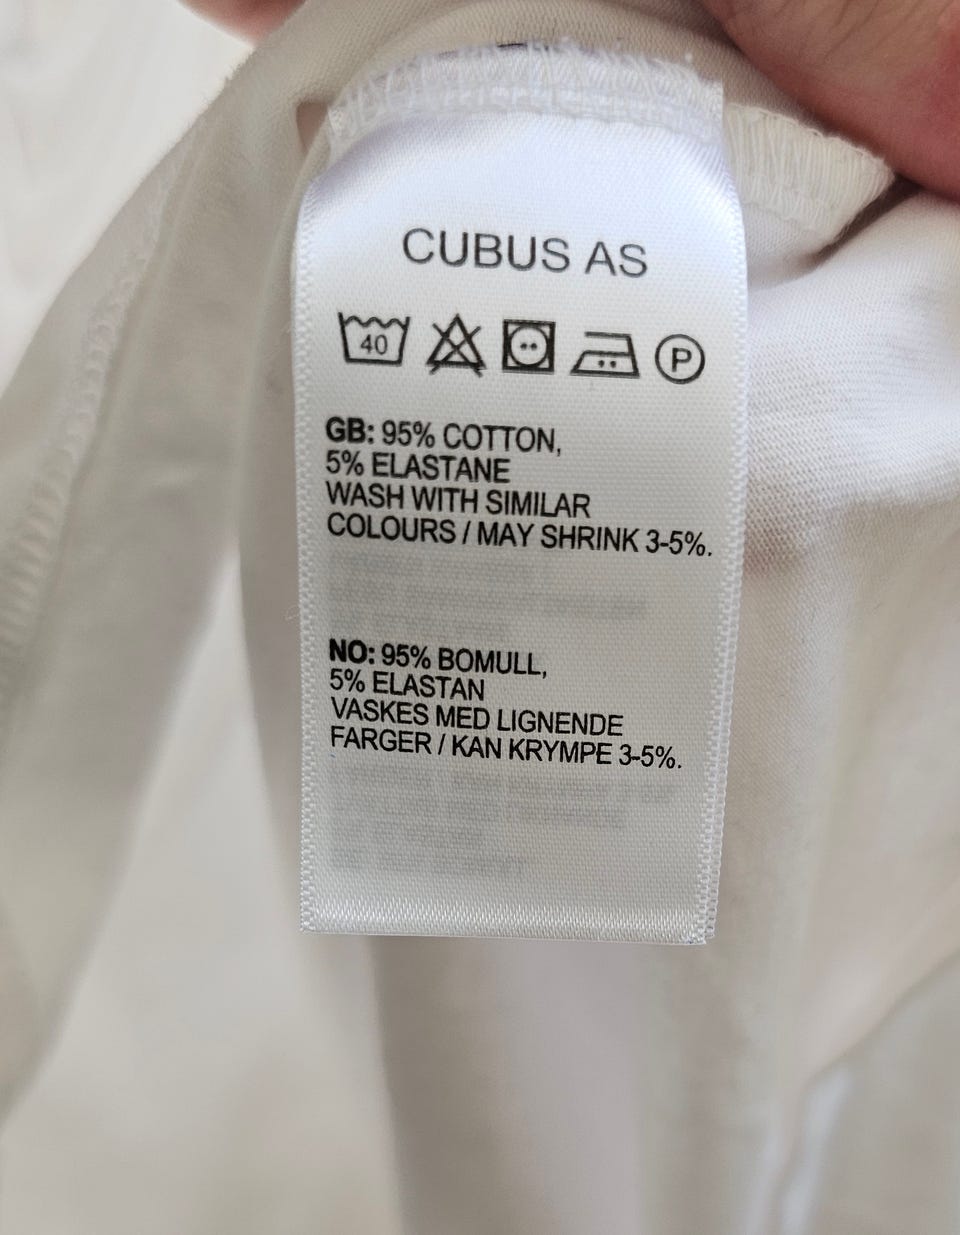 CUBUS AS
40 P
GB: 95% COTTON,
5% ELASTANE
WASH WITH SIMILAR
COLOURS / MAY SHRINK 3-5%.
NO: 95% BOMULL,
5% ELASTAN
VASKES MED LIGNENDE
FARGER / KAN KRYMPE 3-5%.